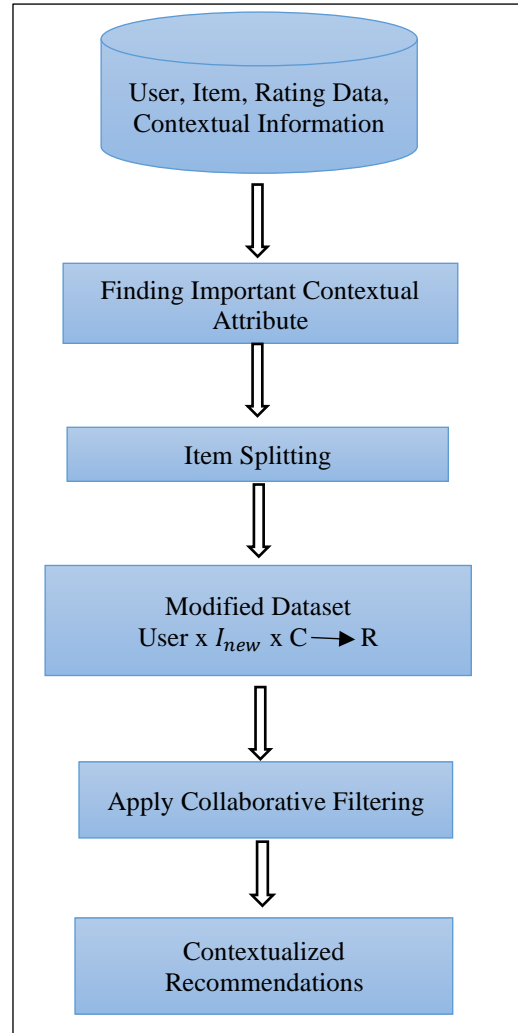 User, Item, Rating Data,
Contextual Information
Finding Important Contextual
Attribute
Item Splitting
Modified Dataset
User x I_new x C → R
Apply Collaborative Filtering
Contextualized
Recommendations